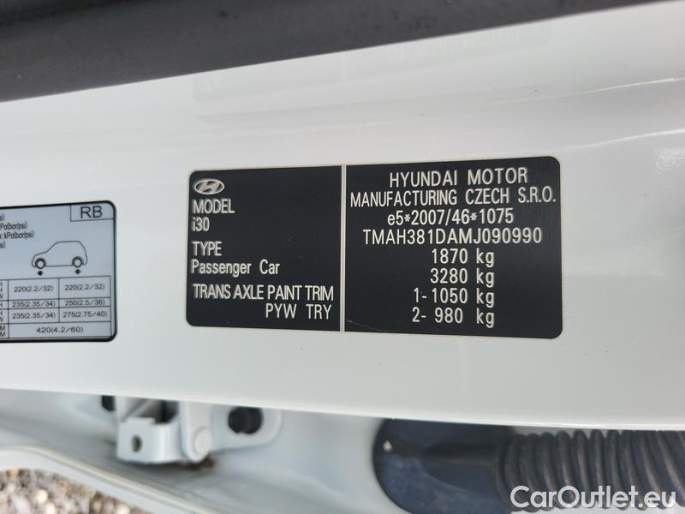 RB
kPa(bar/psi)
220(2.2/32) 220(2.2/32)
235(2.35/34) 250(2.5/36)
235(2.35/34) 275(2.75/40)
420(4.2/60)
MODEL
i30
TYPE
Passenger Car
TRANS AXLE PAINT TRIM
PYW TRY
HYUNDAI MOTOR
MANUFACTURING CZECH S.R.O.
e5*2007/46*1075
TMAH381DAMJ090990
1870 kg
3280 kg
1-1050 kg
2- 980 kg
CarOutlet.eu